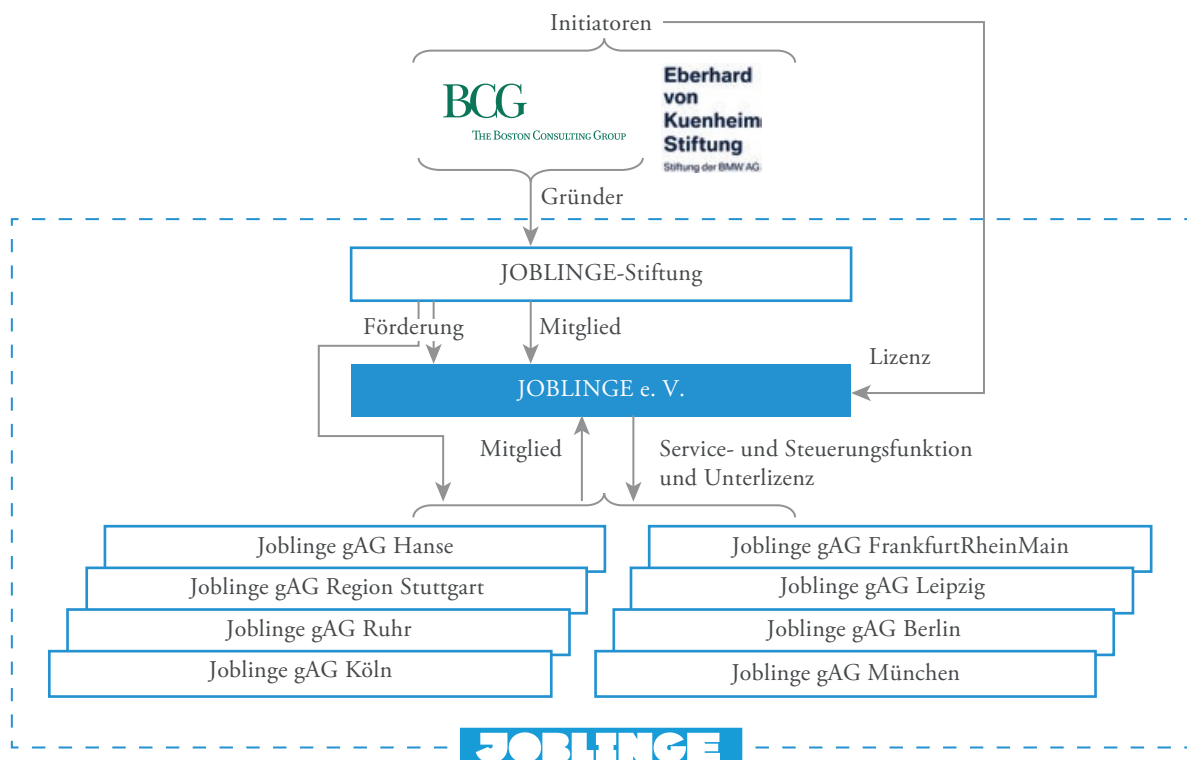 Initiatoren
BCG
THE BOSTON CONSULTING GROUP
Eberhard
von
Kuenheim
Stiftung
Stiftung der BMW AG
Gründer
JOBLINGE-Stiftung
Förderung
Mitglied
Lizenz
JOBLINGE e. V.
Mitglied
Service- und Steuerungsfunktion
und Unterlizenz
Joblinge gAG Hanse
Joblinge gAG Region Stuttgart
Joblinge gAG Ruhr
Joblinge gAG Köln
Joblinge gAG FrankfurtRheinMain
Joblinge gAG Leipzig
Joblinge gAG Berlin
Joblinge gAG München
JOBLINGE